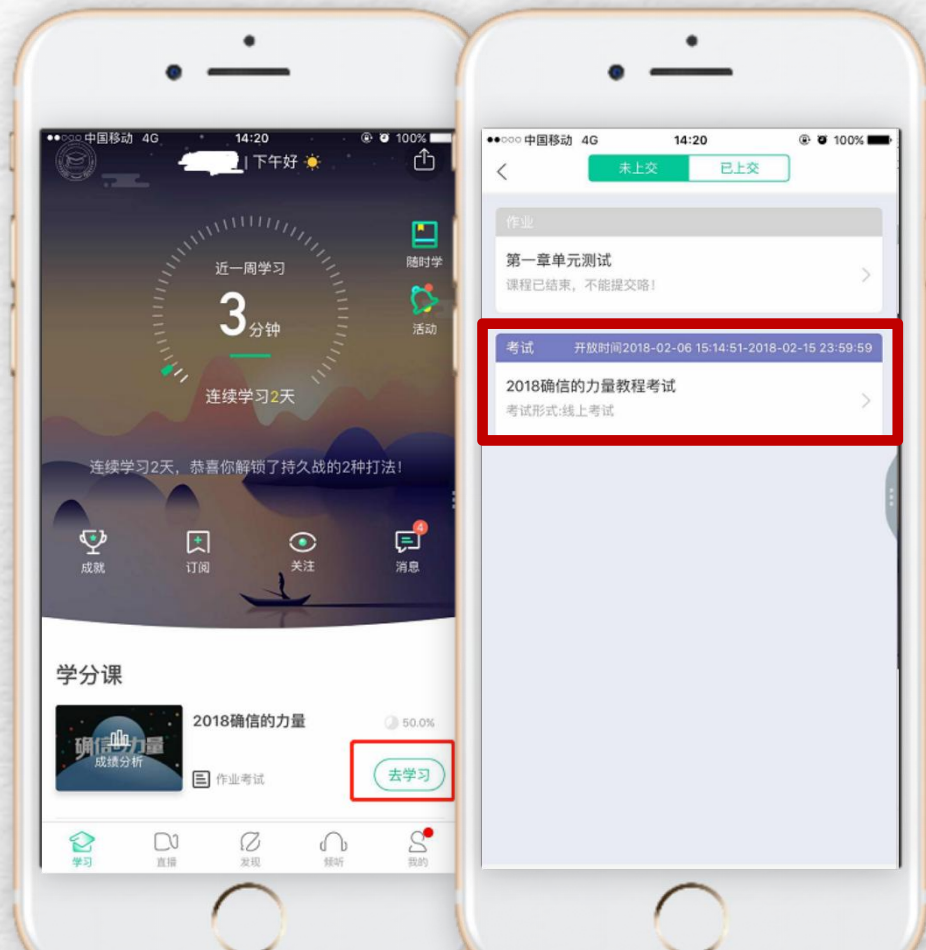 中国移动 4G 14:20 100%
下午好
近一周学习
随时学
3分钟
活动
连续学习2天
连续学习2天，恭喜你解锁了持久战的2种打法！
4
成就 订阅 关注 消息
学分课
2018确信的力量 50.0%
确信的力量
成绩分析
作业考试
去学习
学习 直播 发现 倾听 我的
中国移动 4G 14:20 100%
未上交 已上交
作业
第一章单元测试
课程已结束，不能提交咯！
考试 开放时间2018-02-06 15:14:51-2018-02-15 23:59:59
2018确信的力量教程考试
考试形式:线上考试